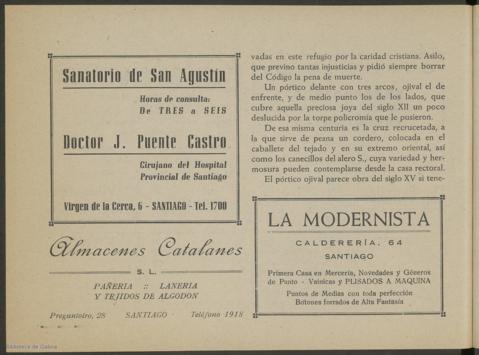 Sanatorio de San Agustín
Horas de consulta:
De TRES a SEIS
Doctor J. Puente Castro
Cirujano del Hospital
Provincial de Santiago
Virgen de la Cerca, 6 - SANTIAGO - Tel. 1700
Almacenes Catalanes
S. L.
PAÑERIA :: LANERIA
Y TEJIDOS DE ALGODON
Preguntoiro, 28 SANTIAGO Teléfono 1918
vadas en este refugio por la caridad cristiana. Asilo,
que previno tantas injusticias y pidió siempre borrar
del Código la pena de muerte.
Un pórtico delante con tres arcos, ojival el de
enfrente, y de medio punto los de los lados, que
cubre aquella preciosa joya del siglo XII un poco
deslucida por la torpe policromía que le pusieron.
De esa misma centuria es la cruz recrucetada, a
la que sirve de peana un cordero, colocada en el
caballete del tejado y en su extremo oriental, así
como los canecillos del alero S., cuya variedad y her-
mosura pueden contemplarse desde la casa rectoral.
El pórtico ojival parece obra del siglo XV si tene-
LA MODERNISTA
CALDERERÍA, 64
SANTIAGO
Primera Casa en Mercería, Novedades y Géneros
de Punto - Vainicas y PLISADOS A MAQUINA
Puntos de Medias con toda perfección
Botones forrados de Alta Fantasía
Biblioteca de Galicia